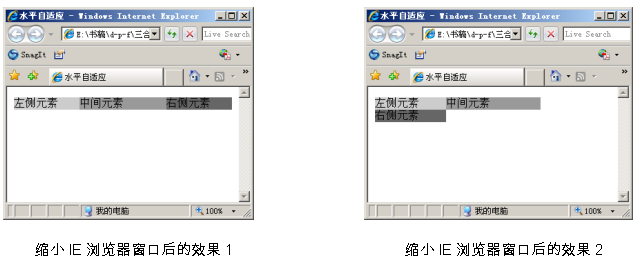 水平自适应 - Windows Internet Explorer
E:\书稿\d-p-f\三合
Live Search
SnagIt
水平自适应
左侧元素 中间元素 右侧元素
我的电脑
100%
缩小 IE 浏览器窗口后的效果 1
水平自适应 - Windows Internet Explorer
E:\书稿\d-p-f\三合
Live Search
SnagIt
水平自适应
左侧元素 中间元素
右侧元素
我的电脑
100%
缩小 IE 浏览器窗口后的效果 2